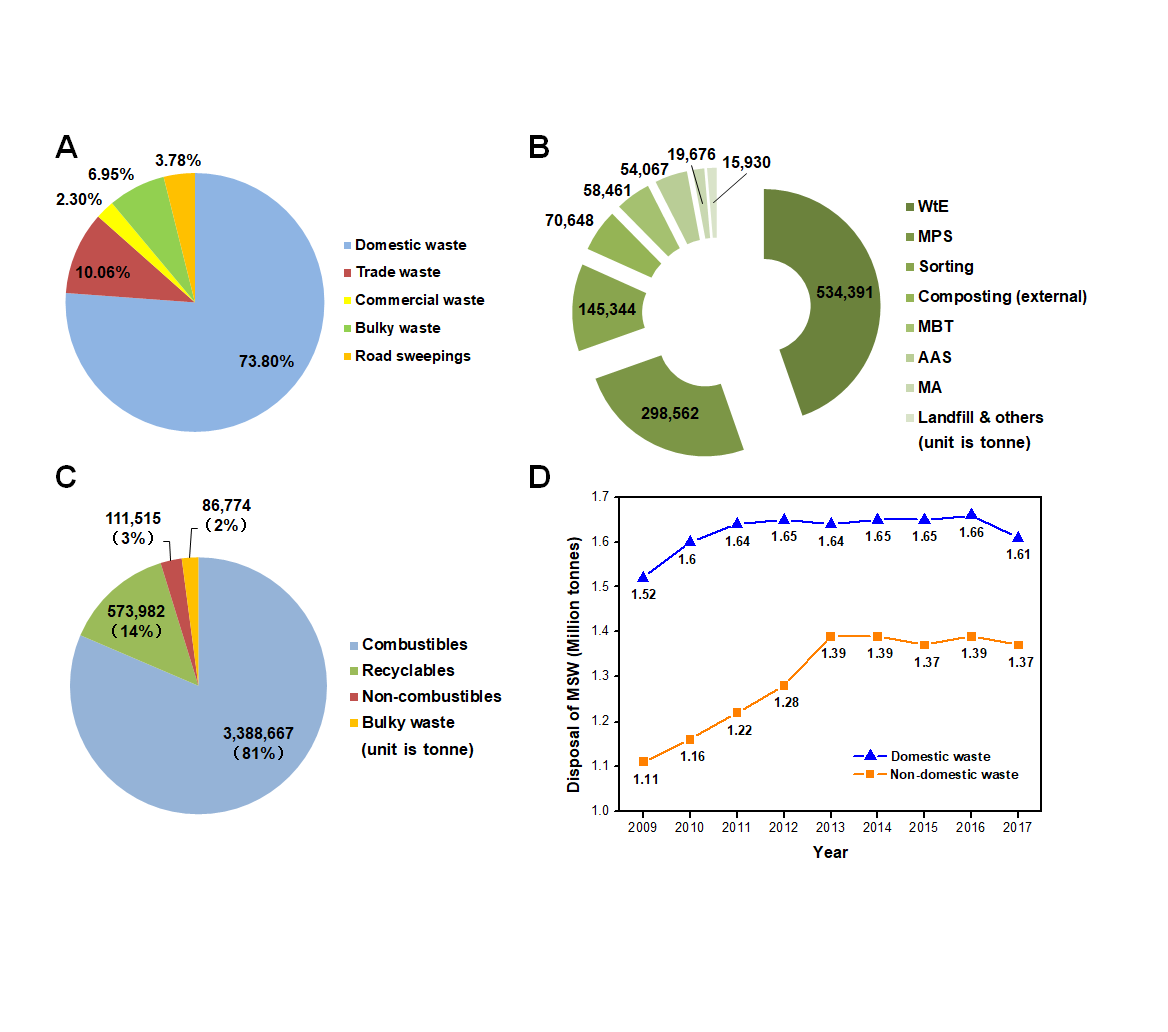 A
3.78%
6.95%
2.30%
10.06%
73.80%
Domestic waste
Trade waste
Commercial waste
Bulky waste
Road sweepings
B
19,676
15,930
54,067
58,461
70,648
145,344
298,562
534,391
WtE
MPS
Sorting
Composting (external)
MBT
AAS
MA
Landfill & others
(unit is tonne)
C
86,774
(2%)
111,515
(3%)
573,982
(14%)
3,388,667
(81%)
Combustibles
Recyclables
Non-combustibles
Bulky waste
(unit is tonne)
D
Disposal of MSW (Million tonnes)
1.7
1.6
1.5
1.4
1.3
1.2
1.1
1.0
1.52
1.6
1.64
1.65
1.64
1.65
1.65
1.66
1.61
1.11
1.16
1.22
1.28
1.39
1.39
1.37
1.39
1.37
Domestic waste
Non-domestic waste
2009 2010 2011 2012 2013 2014 2015 2016 2017
Year